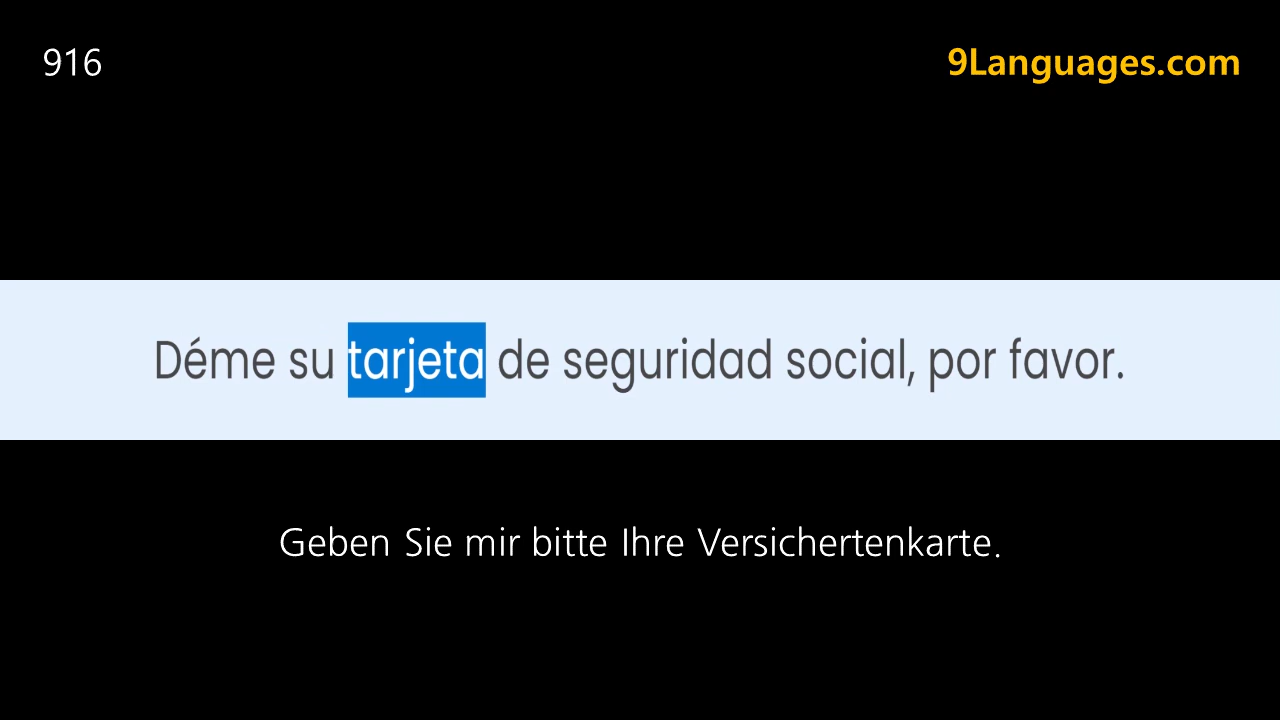 916
9Languages.com
Déme su tarjeta de seguridad social, por favor.
Geben Sie mir bitte Ihre Versichertenkarte.